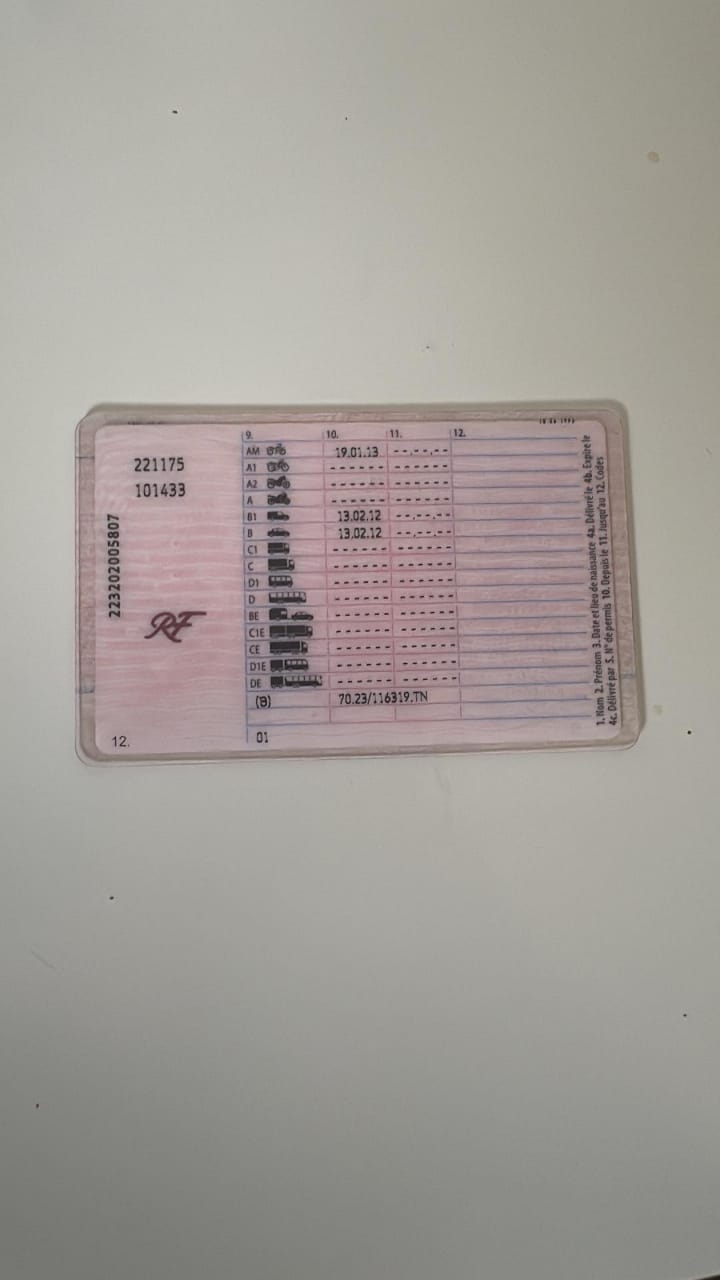 221175
101433
223202005807
RF
12.
9. 10. 11. 12.
AM 19.01.13 --.--.--
A1 ------ ------
A2 ------ ------
A ------ ------
B1 13.02.12 --.--.--
B 13.02.12 --.--.--
C1 ------ ------
C ------ ------
D1 ------ ------
D ------ ------
BE ------ ------
C1E ------ ------
CE ------ ------
D1E ------ ------
DE ------ ------
(B) 70.23/116319.TN
01
1. Nom 2. Prénom 3. Date et lieu de naissance 4a. Délivré le 4b. Expire le
4c. Délivré par 5. N° de permis 10. Depuis le 11. Jusqu'au 12. Codes